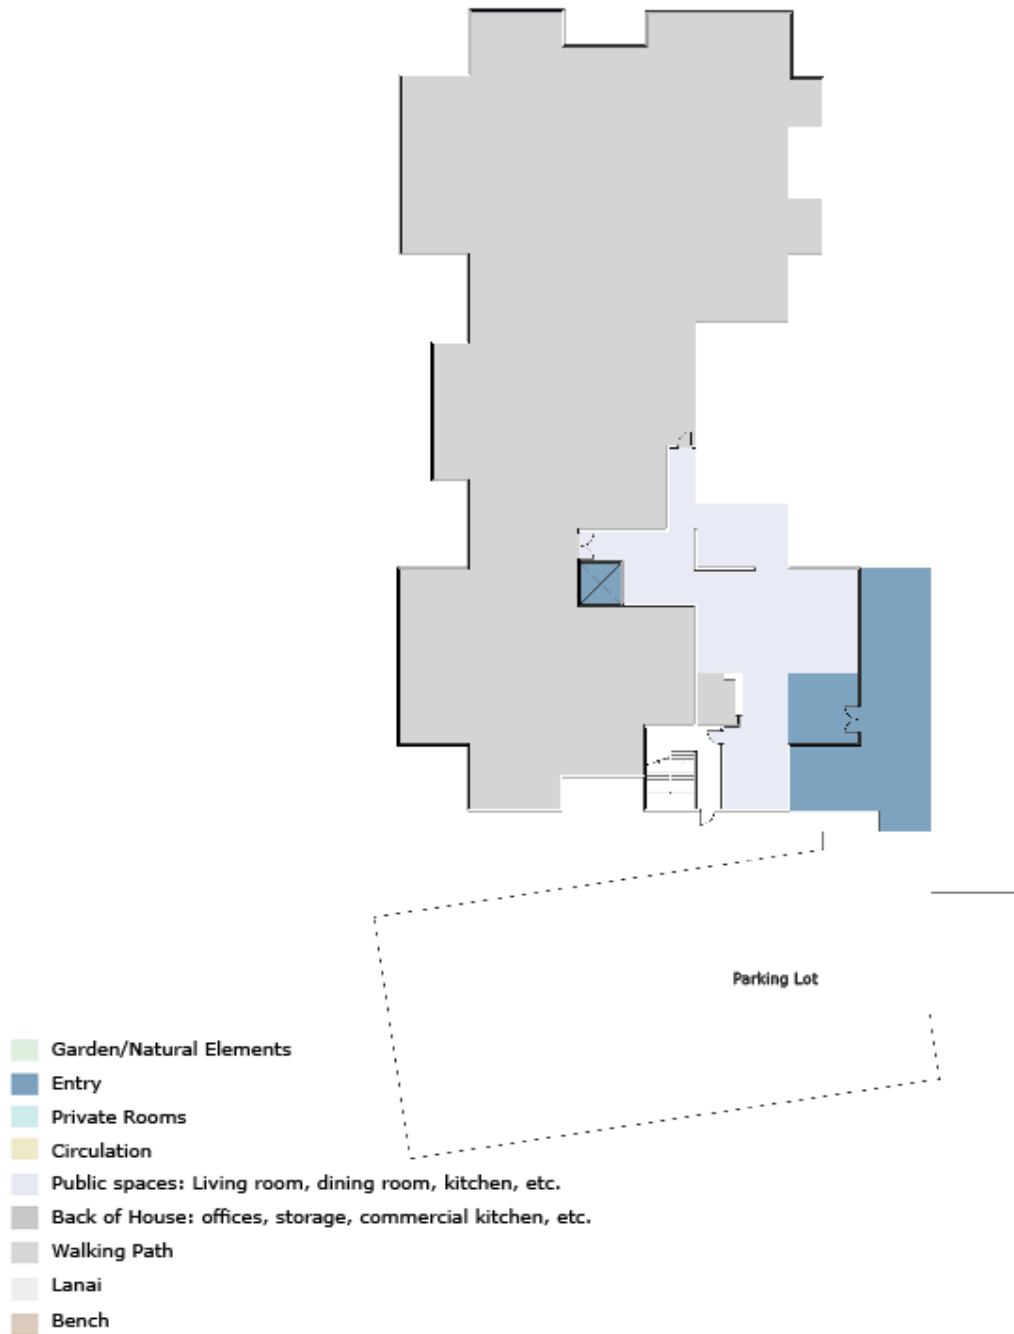 Parking Lot
Garden/Natural Elements
Entry
Private Rooms
Circulation
Public spaces: Living room, dining room, kitchen, etc.
Back of House: offices, storage, commercial kitchen, etc.
Walking Path
Lanai
Bench